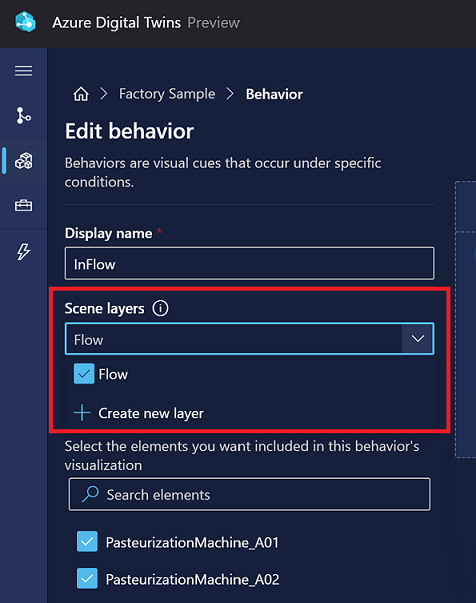 Azure Digital Twins Preview
Factory Sample Behavior
Edit behavior
Behaviors are visual cues that occur under specific
conditions.
Display name *
InFlow
Scene layers
Flow
Flow
Create new layer
Select the elements you want included in this behavior's
visualization
Search elements
PasteurizationMachine_A01
PasteurizationMachine_A02